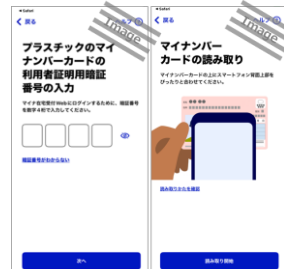 ◂Safari
戻る
ヘルプ
Image
プラスチックのマイ
ナンバーカードの
利用者証明用暗証
番号の入力
マイナ在宅受付Webにログインするために、暗証番号
を数字4桁で入力してください。
暗証番号がわからない
次へ
◂Safari
戻る
ヘルプ
Image
マイナンバー
カードの読み取り
マイナンバーカードの上にスマートフォン背面上部を
ぴったりと合わせてください。
読み取りかたを確認
読み取り開始